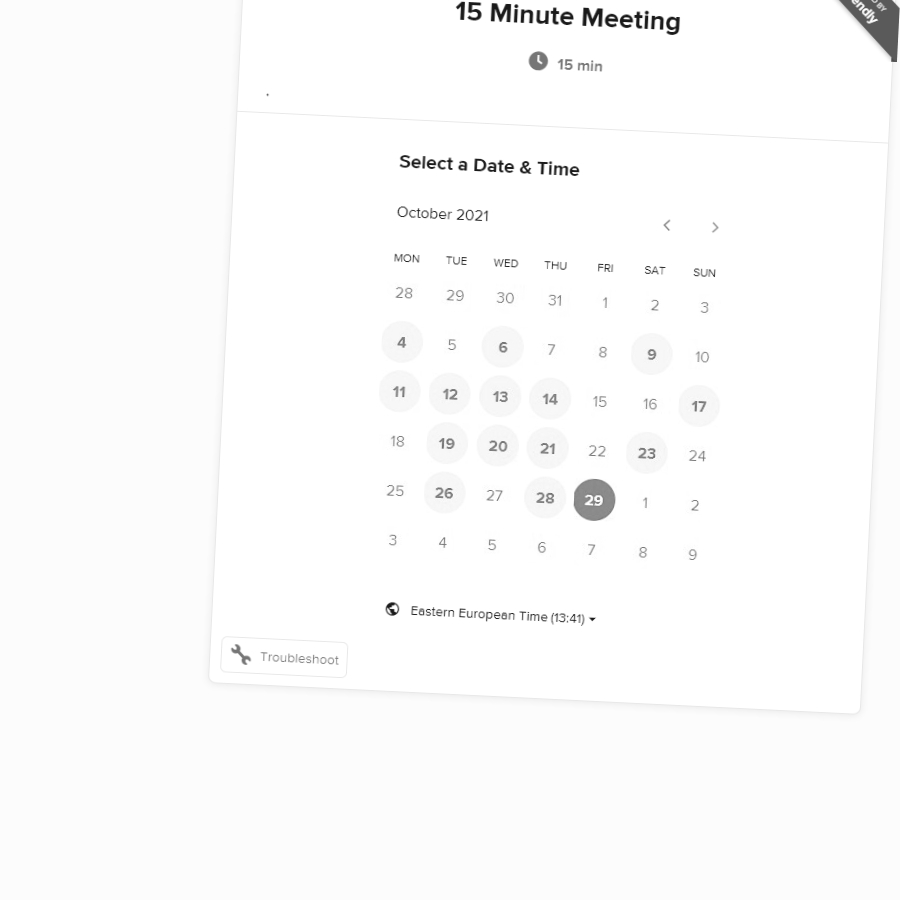 15 Minute Meeting
15 min
.
Select a Date & Time
October 2021
MON TUE WED THU FRI SAT SUN
28 29 30 31 1 2 3
4 5 6 7 8 9 10
11 12 13 14 15 16 17
18 19 20 21 22 23 24
25 26 27 28 29 1 2
3 4 5 6 7 8 9
Eastern European Time (13:41)
Troubleshoot